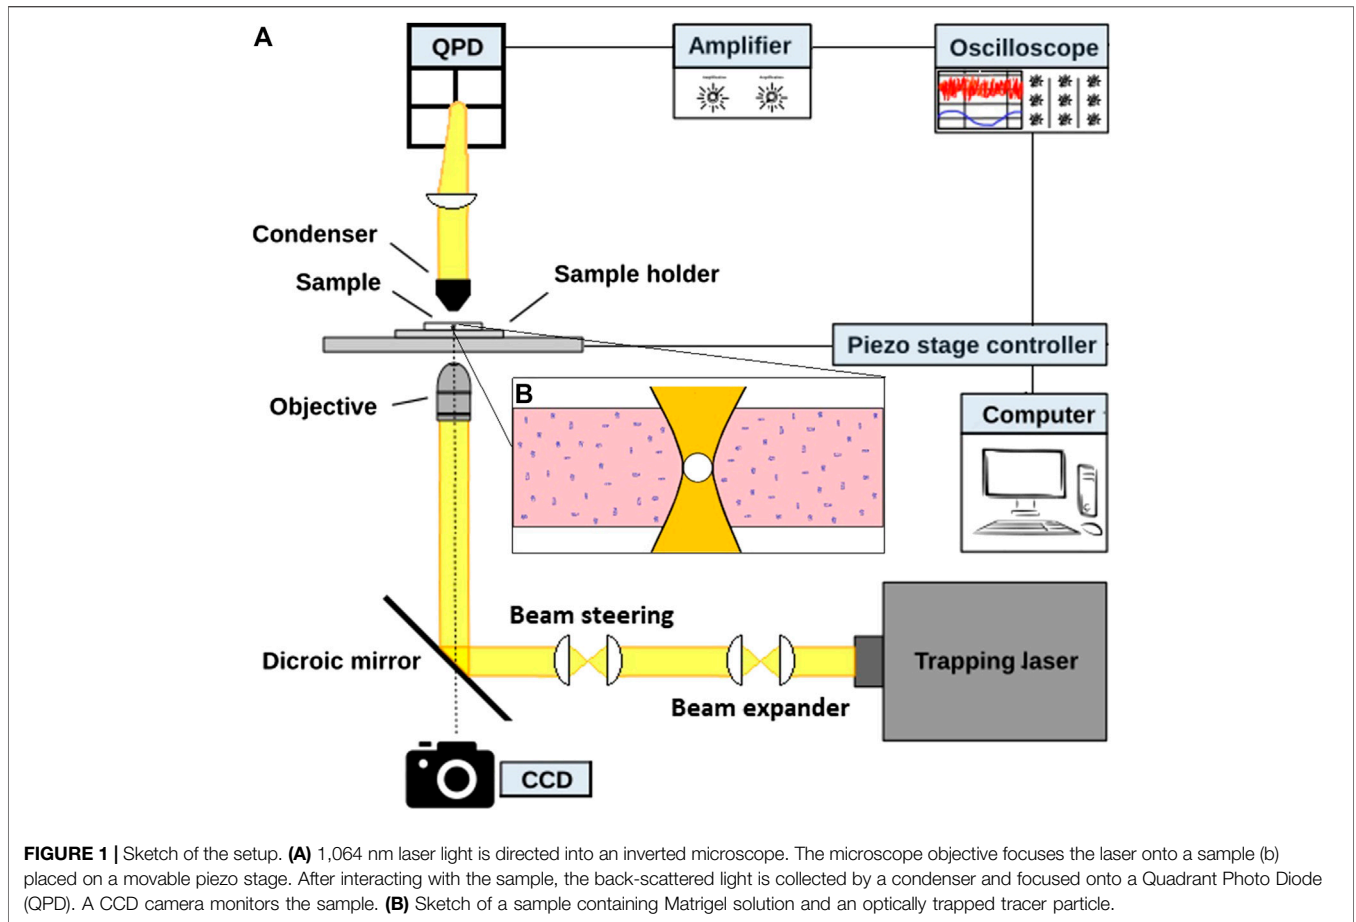 A
QPD
Amplifier
Oscilloscope
Amplification
Amplification
Condenser
Sample
Sample holder
Piezo stage controller
Objective
B
Computer
Beam steering
Dicroic mirror
Trapping laser
Beam expander
CCD
FIGURE 1 | Sketch of the setup. (A) 1,064 nm laser light is directed into an inverted microscope. The microscope objective focuses the laser onto a sample (b)
placed on a movable piezo stage. After interacting with the sample, the back-scattered light is collected by a condenser and focused onto a Quadrant Photo Diode
(QPD). A CCD camera monitors the sample. (B) Sketch of a sample containing Matrigel solution and an optically trapped tracer particle.